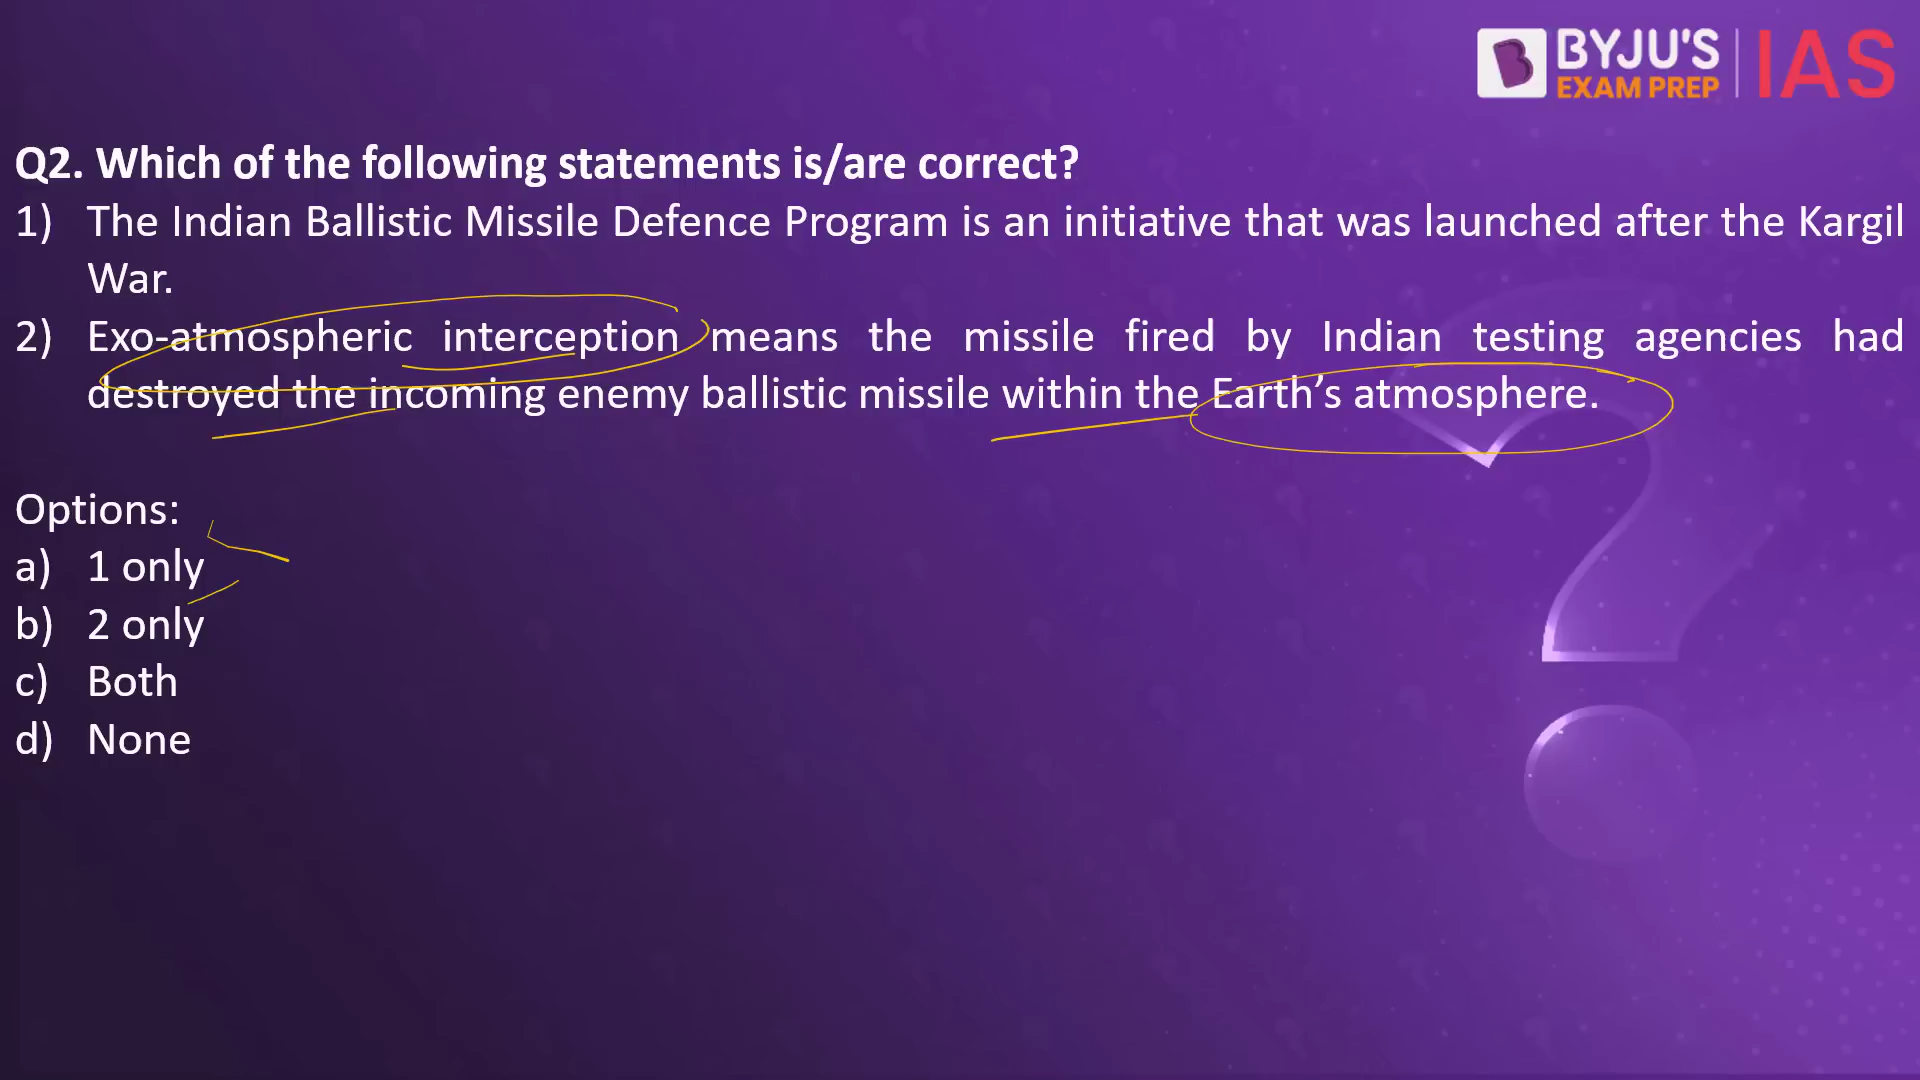 BYJU'S
EXAM PREP
IAS
Q2. Which of the following statements is/are correct?
1) The Indian Ballistic Missile Defence Program is an initiative that was launched after the Kargil
War.
2) Exo-atmospheric interception means the missile fired by Indian testing agencies had
destroyed the incoming enemy ballistic missile within the Earth’s atmosphere.
Options:
a) 1 only
b) 2 only
c) Both
d) None